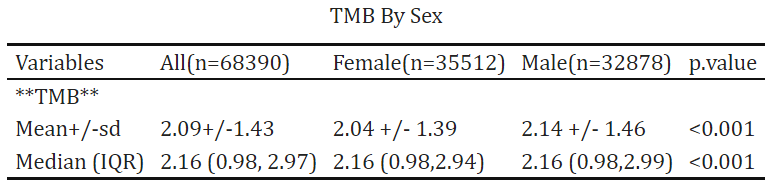 TMB By Sex
Variables All(n=68390) Female(n=35512) Male(n=32878) p.value
**TMB**
Mean+/-sd 2.09+/-1.43 2.04 +/- 1.39 2.14 +/- 1.46 <0.001
Median (IQR) 2.16 (0.98, 2.97) 2.16 (0.98,2.94) 2.16 (0.98,2.99) <0.001